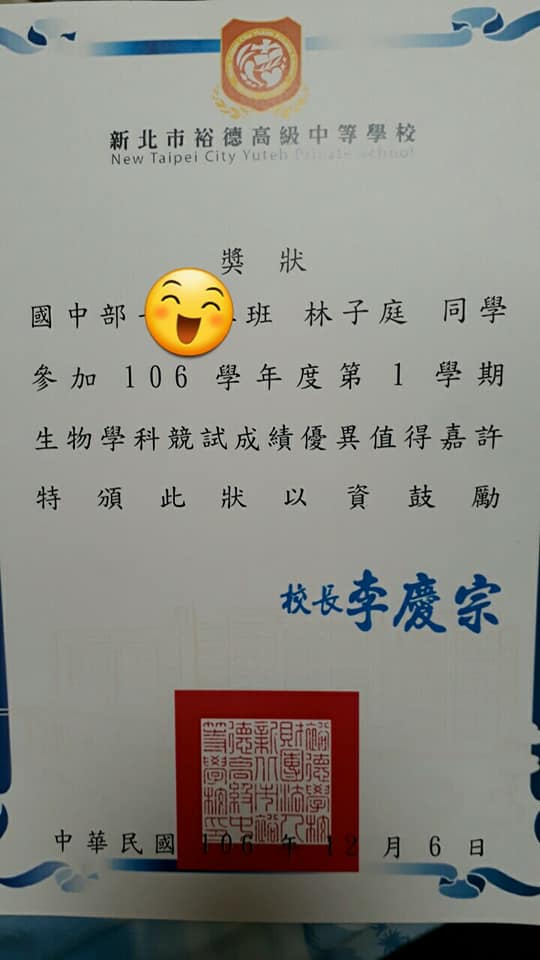 新北市裕德高級中等學校
New Taipei City Yuteh Private School
獎狀
國中部 班 林子庭 同學
參加 106 學年度第 1 學期
生物學科競試成績優異值得嘉許
特頒此狀以資鼓勵
校長 李慶宗
中華民國 106 年 12 月 6 日